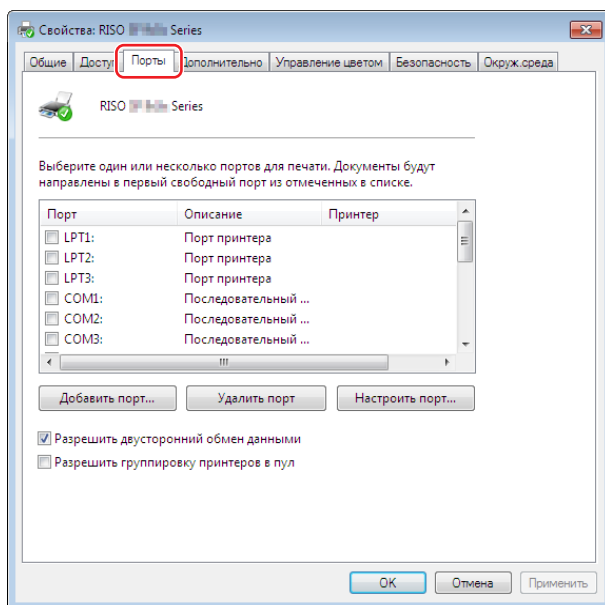 Свойства: RISO Series
Общие Порты Дополнительно Управление цветом Безопасность Окруж.среда
RISO Series
Выберите один или несколько портов для печати. Документы будут
направлены в первый свободный порт из отмеченных в списке.
Порт Описание Принтер
LPT1: Порт принтера
LPT2: Порт принтера
LPT3: Порт принтера
COM1: Последовательный ...
COM2: Последовательный ...
COM3: Последовательный ...
Добавить порт... Удалить порт Настроить порт...
Разрешить двусторонний обмен данными
Разрешить группировку принтеров в пул
OK Отмена Применить